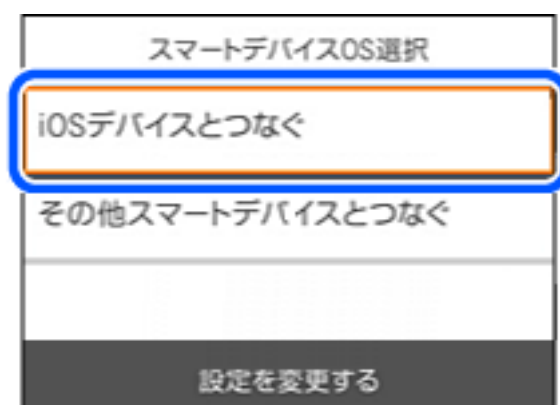 スマートデバイスOS選択
iOSデバイスとつなぐ
その他スマートデバイスとつなぐ
設定を変更する